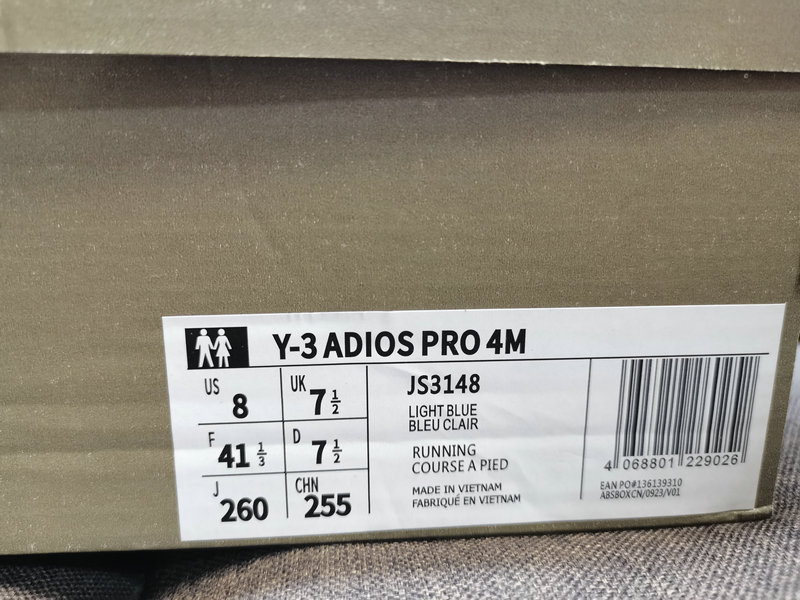 Y-3 ADIOS PRO 4M
US 8 UK 7 1/2
F 41 1/3 D 7 1/2
J 260 CHN 255
JS3148
LIGHT BLUE
BLEU CLAIR
RUNNING
COURSE A PIED
MADE IN VIETNAM
FABRIQUÉ EN VIETNAM
4 068801 229026
EAN PO#136139310
ABSBOXCN/0923/V01